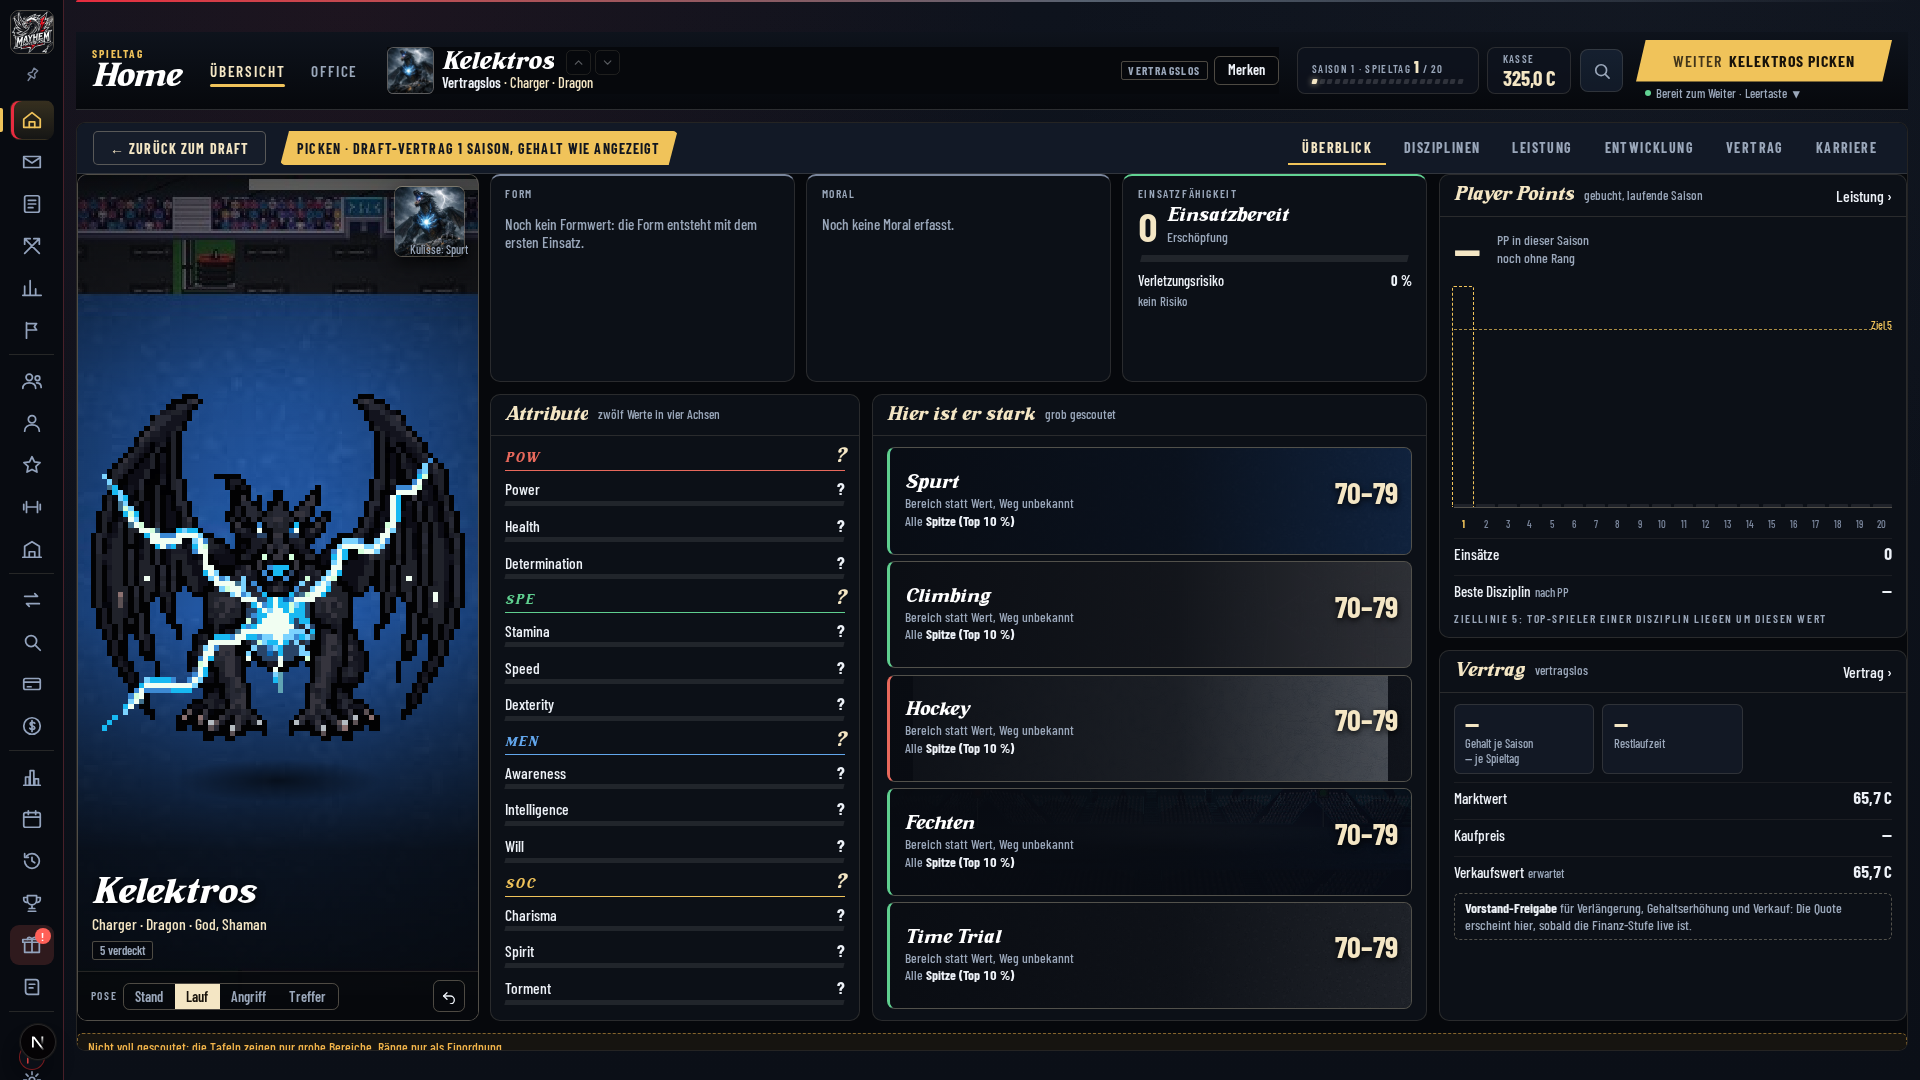 MAYHEM
SPIELTAG
Home
ÜBERSICHT
OFFICE
Kelektros
Vertragslos · Charger · Dragon
VERTRAGSLOS
Merken
SAISON 1 · SPIELTAG 1 / 20
KASSE
325,0 C
WEITER KELEKTROS PICKEN
Bereit zum Weiter · Leertaste ▼
← ZURÜCK ZUM DRAFT
PICKEN · DRAFT-VERTRAG 1 SAISON, GEHALT WIE ANGEZEIGT
ÜBERBLICK
DISZIPLINEN
LEISTUNG
ENTWICKLUNG
VERTRAG
KARRIERE
Kulisse: Spurt
Kelektros
Charger · Dragon · God, Shaman
5 verdeckt
POSE
Stand
Lauf
Angriff
Treffer
FORM
Noch kein Formwert: die Form entsteht mit dem
ersten Einsatz.
MORAL
Noch keine Moral erfasst.
EINSATZFÄHIGKEIT
0 Einsatzbereit
Erschöpfung
Verletzungsrisiko 0 %
kein Risiko
Attribute zwölf Werte in vier Achsen
POW ?
Power ?
Health ?
Determination ?
SPE ?
Stamina ?
Speed ?
Dexterity ?
MEN ?
Awareness ?
Intelligence ?
Will ?
SOC ?
Charisma ?
Spirit ?
Torment ?
Hier ist er stark grob gescoutet
Spurt
Bereich statt Wert, Weg unbekannt
Alle Spitze (Top 10 %)
70–79
Climbing
Bereich statt Wert, Weg unbekannt
Alle Spitze (Top 10 %)
70–79
Hockey
Bereich statt Wert, Weg unbekannt
Alle Spitze (Top 10 %)
70–79
Fechten
Bereich statt Wert, Weg unbekannt
Alle Spitze (Top 10 %)
70–79
Time Trial
Bereich statt Wert, Weg unbekannt
Alle Spitze (Top 10 %)
70–79
Player Points gebucht, laufende Saison
Leistung ›
— PP in dieser Saison
noch ohne Rang
Ziel 5
1 2 3 4 5 6 7 8 9 10 11 12 13 14 15 16 17 18 19 20
Einsätze 0
Beste Disziplin nach PP –
ZIELLINIE 5: TOP-SPIELER EINER DISZIPLIN LIEGEN UM DIESEN WERT
Vertrag vertragslos
Vertrag ›
–
Gehalt je Saison
– je Spieltag
–
Restlaufzeit
Marktwert 65,7 C
Kaufpreis –
Verkaufswert erwartet 65,7 C
Vorstand-Freigabe für Verlängerung, Gehaltserhöhung und Verkauf: Die Quote
erscheint hier, sobald die Finanz-Stufe live ist.
Nicht voll gescoutet: die Tafeln zeigen nur grobe Bereiche, Ränge nur als Einordnung.
!
N